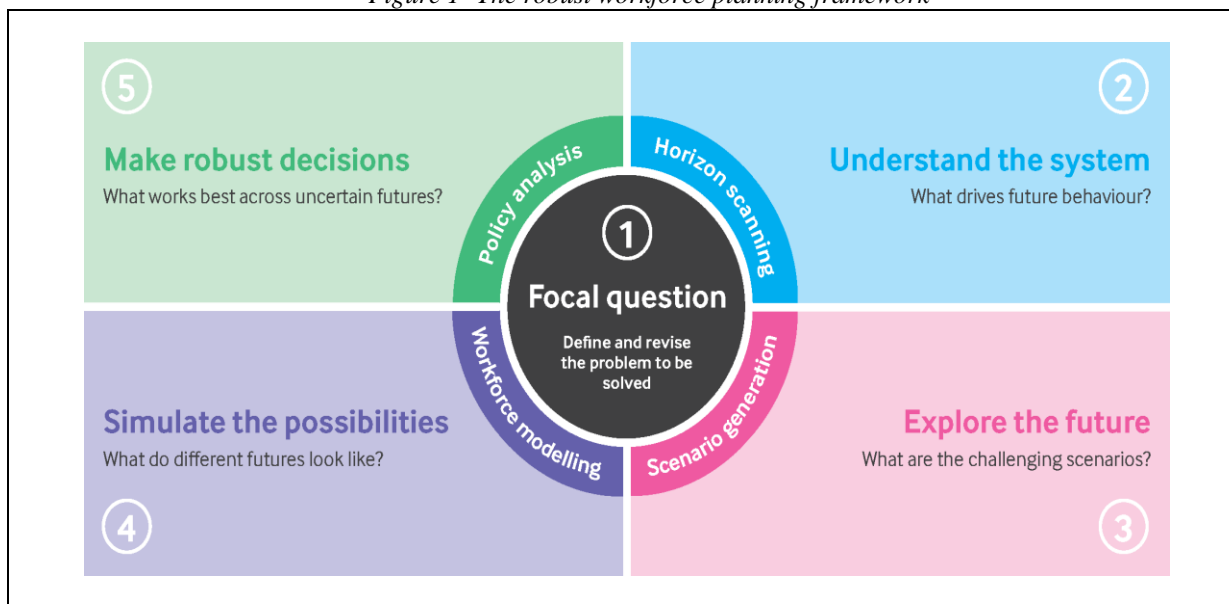 Figure 1 The robust workforce planning framework
5
Make robust decisions
What works best across uncertain futures?
Policy analysis
2
Understand the system
What drives future behaviour?
Horizon scanning
1
Focal question
Define and revise
the problem to be
solved
4
Simulate the possibilities
What do different futures look like?
Workforce modelling
3
Explore the future
What are the challenging scenarios?
Scenario generation